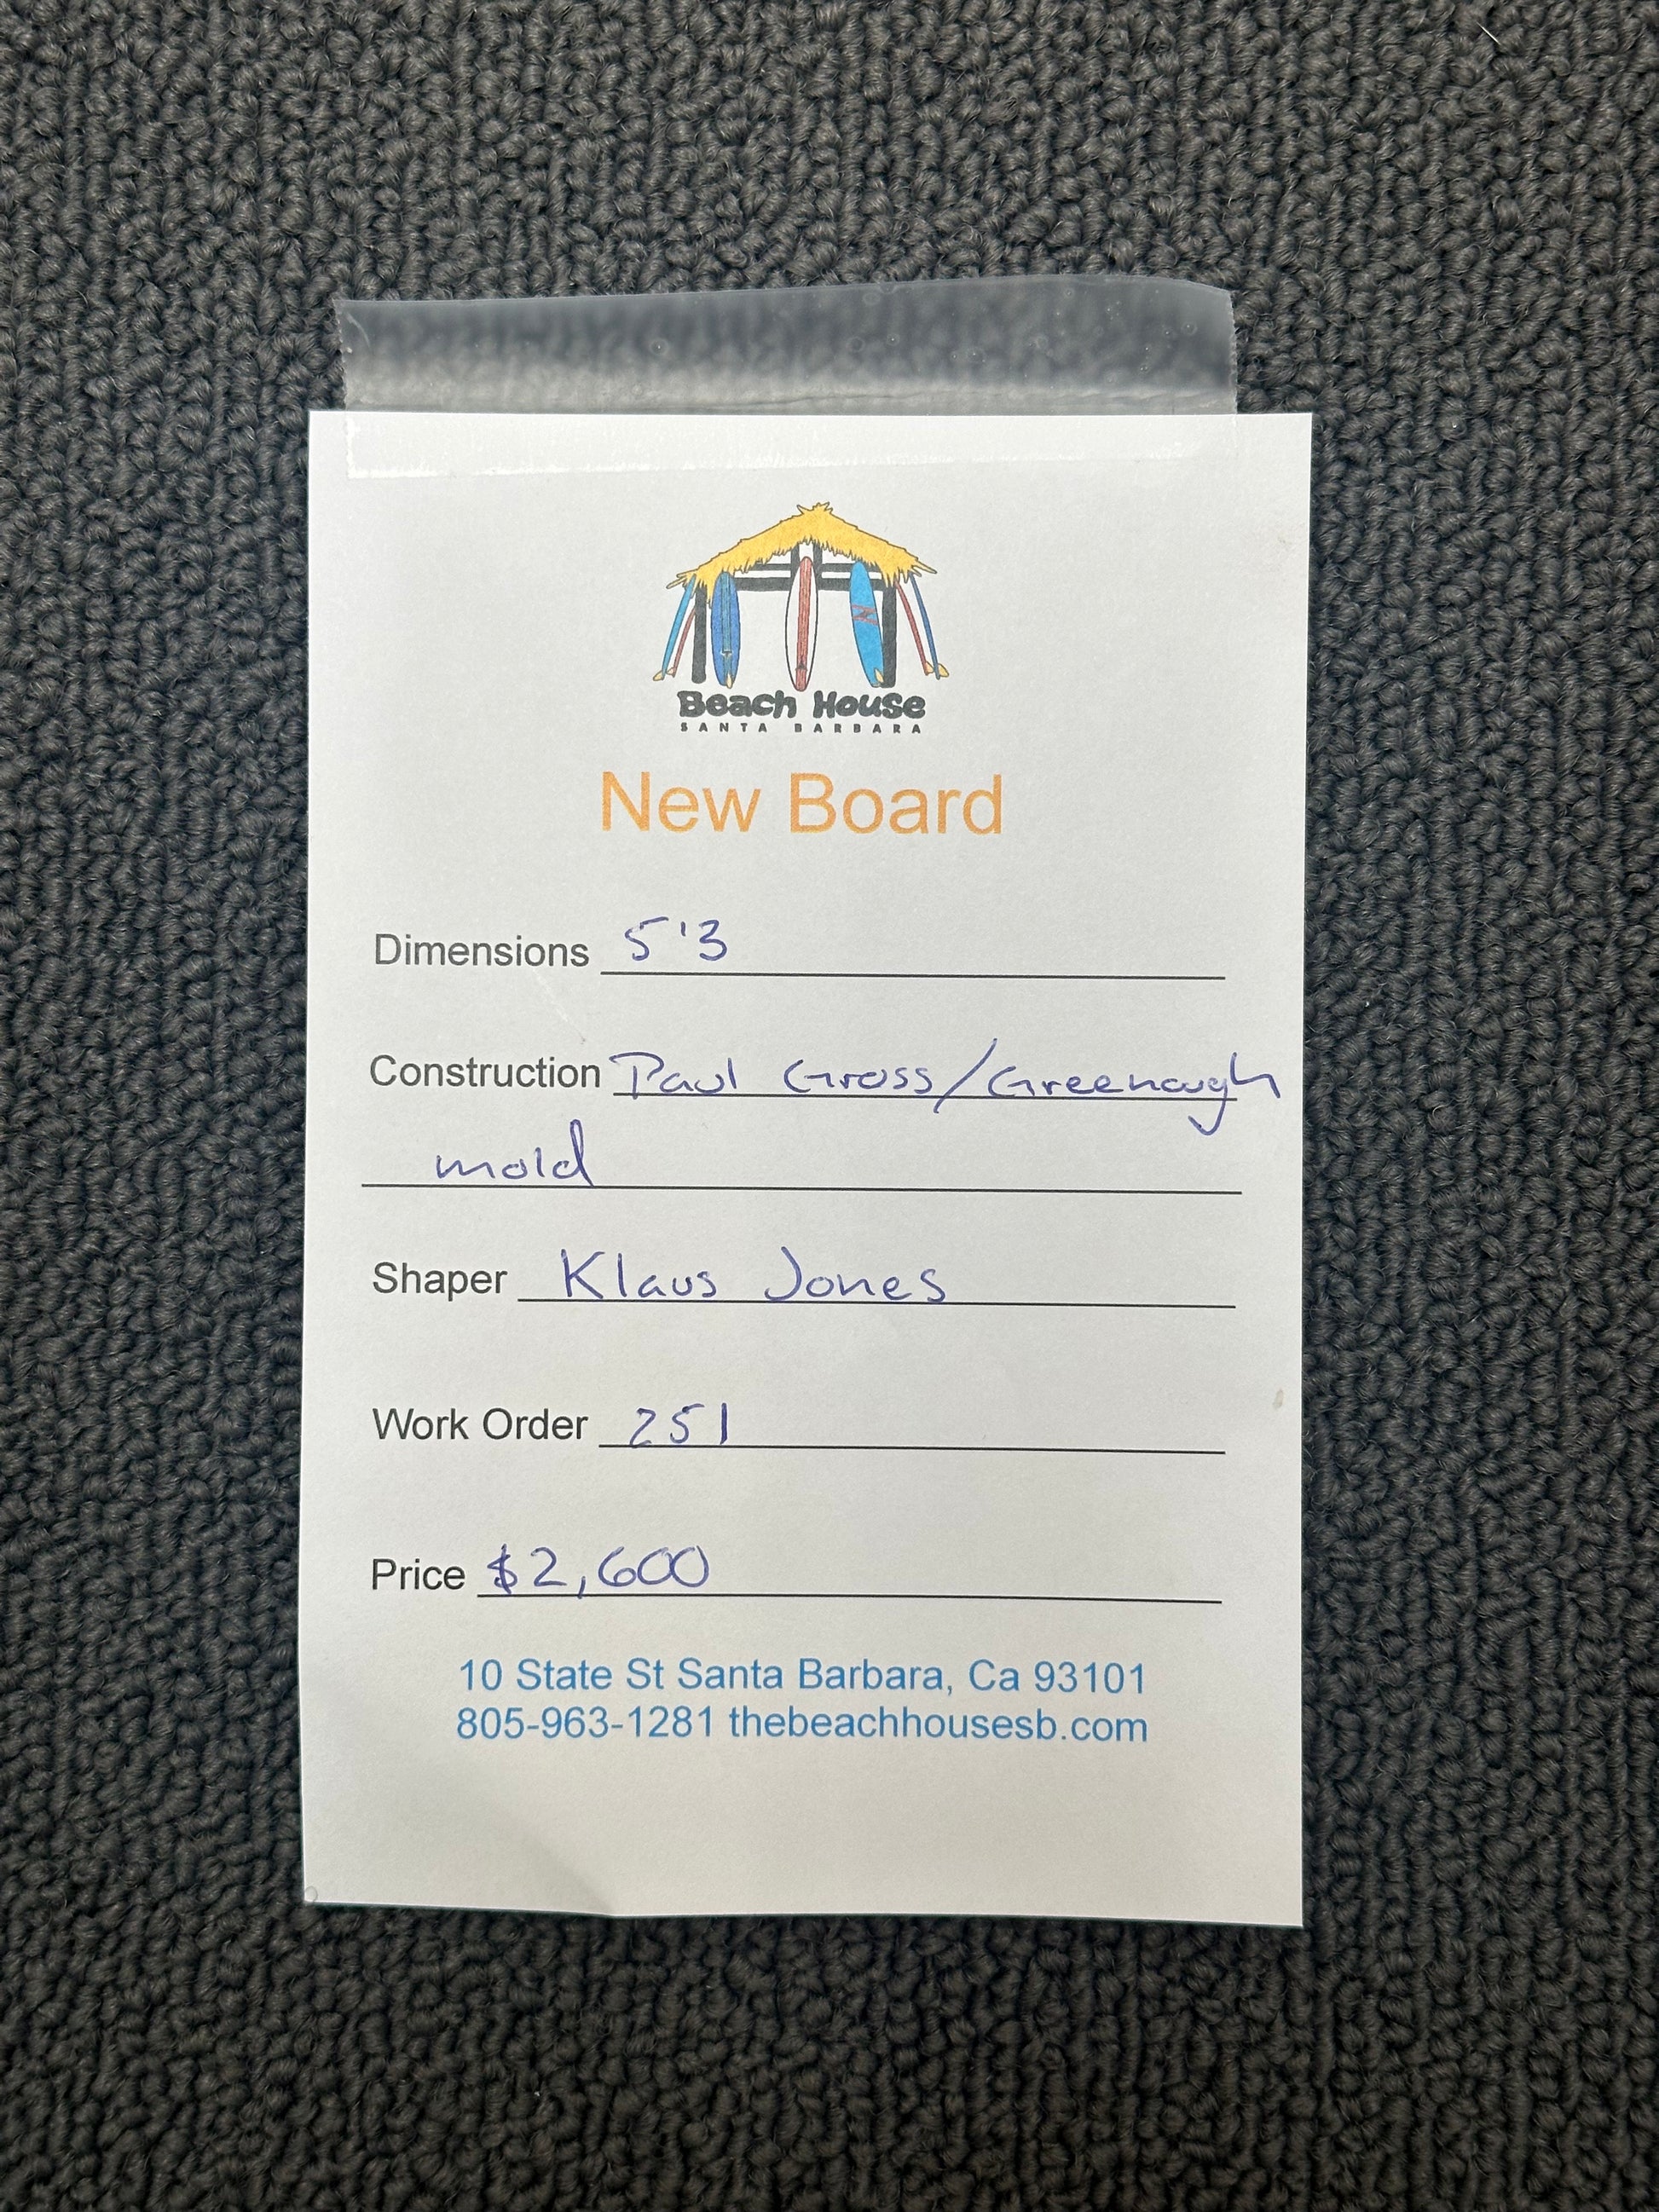 Beach House
SANTA BARBARA
New Board
Dimensions 5'3
Construction Paul Gross/Greenough
mold
Shaper Klaus Jones
Work Order 251
Price $2,600
10 State St Santa Barbara, Ca 93101
805-963-1281 thebeachhousesb.com